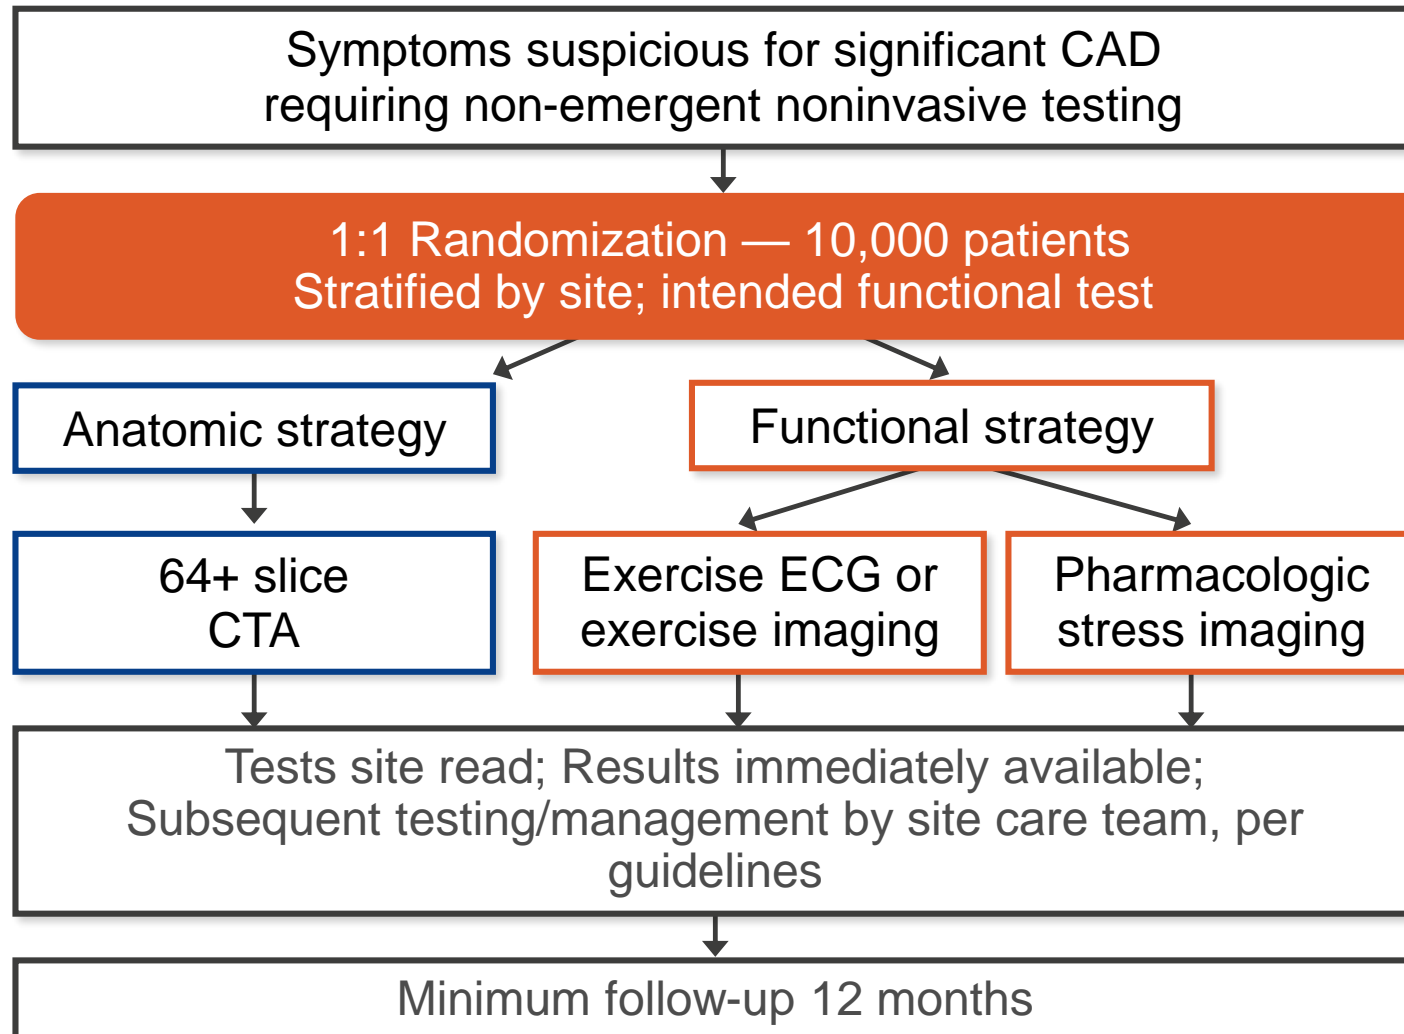 Symptoms suspicious for significant CAD
requiring non-emergent noninvasive testing
1:1 Randomization — 10,000 patients
Stratified by site; intended functional test
Anatomic strategy
Functional strategy
64+ slice
CTA
Exercise ECG or
exercise imaging
Pharmacologic
stress imaging
Tests site read; Results immediately available;
Subsequent testing/management by site care team, per
guidelines
Minimum follow-up 12 months